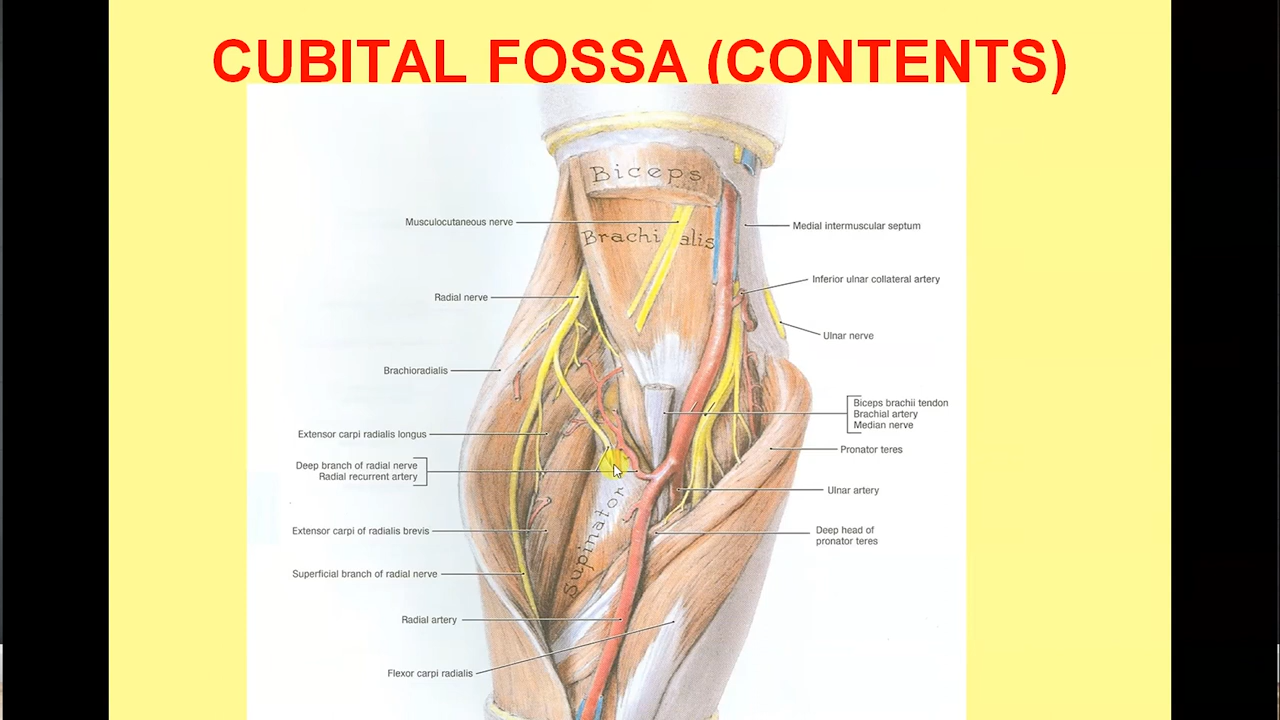 CUBITAL FOSSA (CONTENTS)
Biceps
Musculocutaneous nerve
Medial intermuscular septum
Brachialis
Inferior ulnar collateral artery
Radial nerve
Ulnar nerve
Brachioradialis
Biceps brachii tendon
Brachial artery
Median nerve
Extensor carpi radialis longus
Pronator teres
Deep branch of radial nerve
Radial recurrent artery
Ulnar artery
Supinator
Extensor carpi of radialis brevis
Deep head of
pronator teres
Superficial branch of radial nerve
Radial artery
Flexor carpi radialis